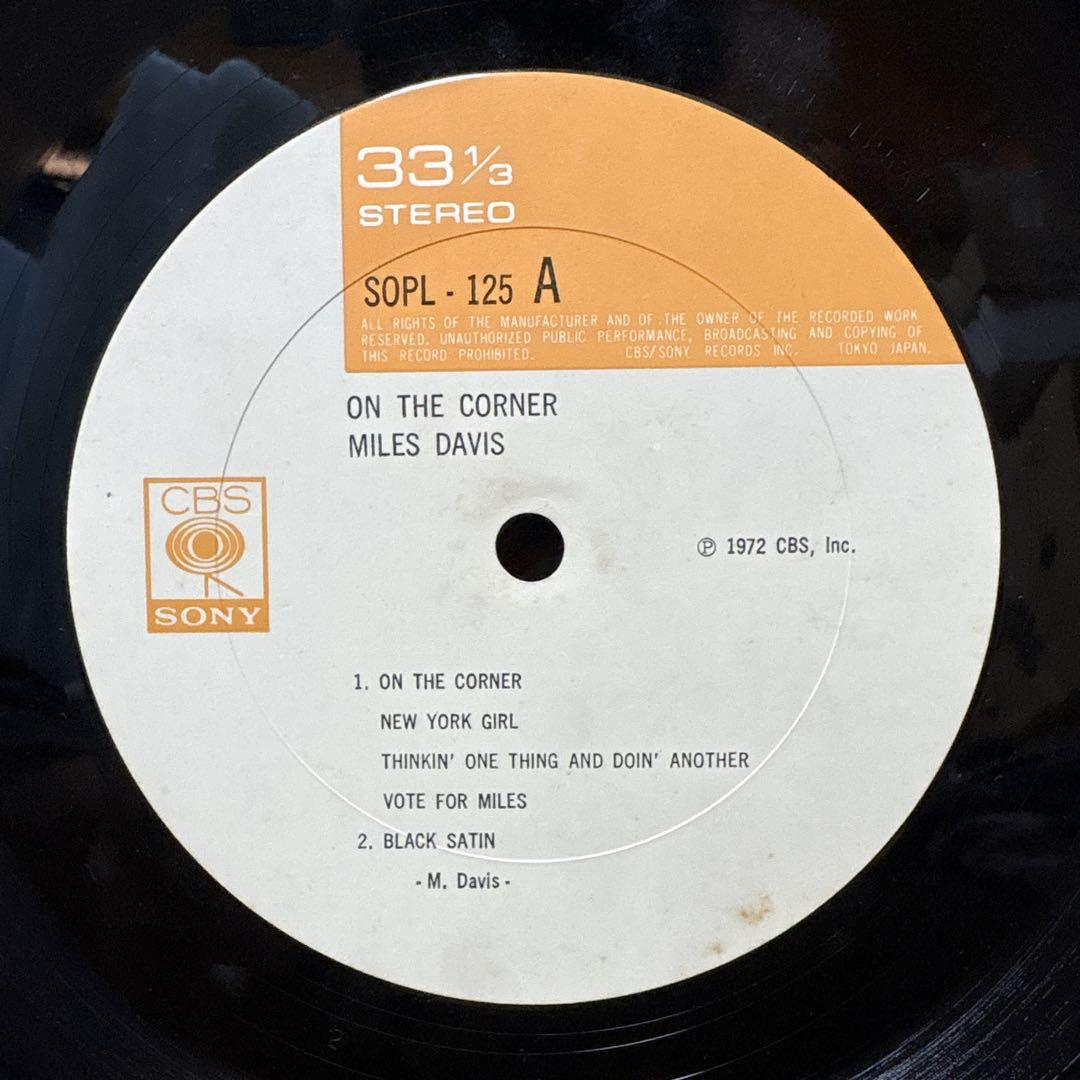 33 1/3
STEREO
SOPL - 125 A
ALL RIGHTS OF THE MANUFACTURER AND OF THE OWNER OF THE RECORDED WORK
RESERVED. UNAUTHORIZED PUBLIC PERFORMANCE, BROADCASTING AND COPYING OF
THIS RECORD PROHIBITED. CBS/SONY RECORDS INC. TOKYO JAPAN.
ON THE CORNER
MILES DAVIS
CBS
SONY
℗ 1972 CBS, Inc.
1. ON THE CORNER
NEW YORK GIRL
THINKIN' ONE THING AND DOIN' ANOTHER
VOTE FOR MILES
2. BLACK SATIN
- M. Davis -
2